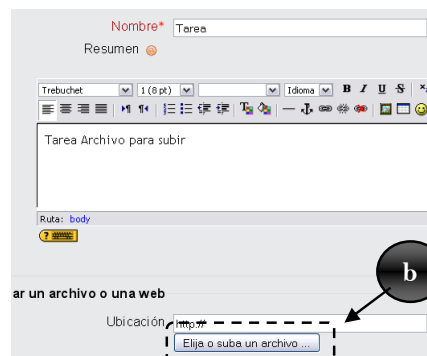 Nombre* Tarea
Resumen
Trebuchet 1 (8 pt) Idioma B I U S
Tarea Archivo para subir
Ruta: body
?
b
ar un archivo o una web
Ubicación http://
Elija o suba un archivo ...